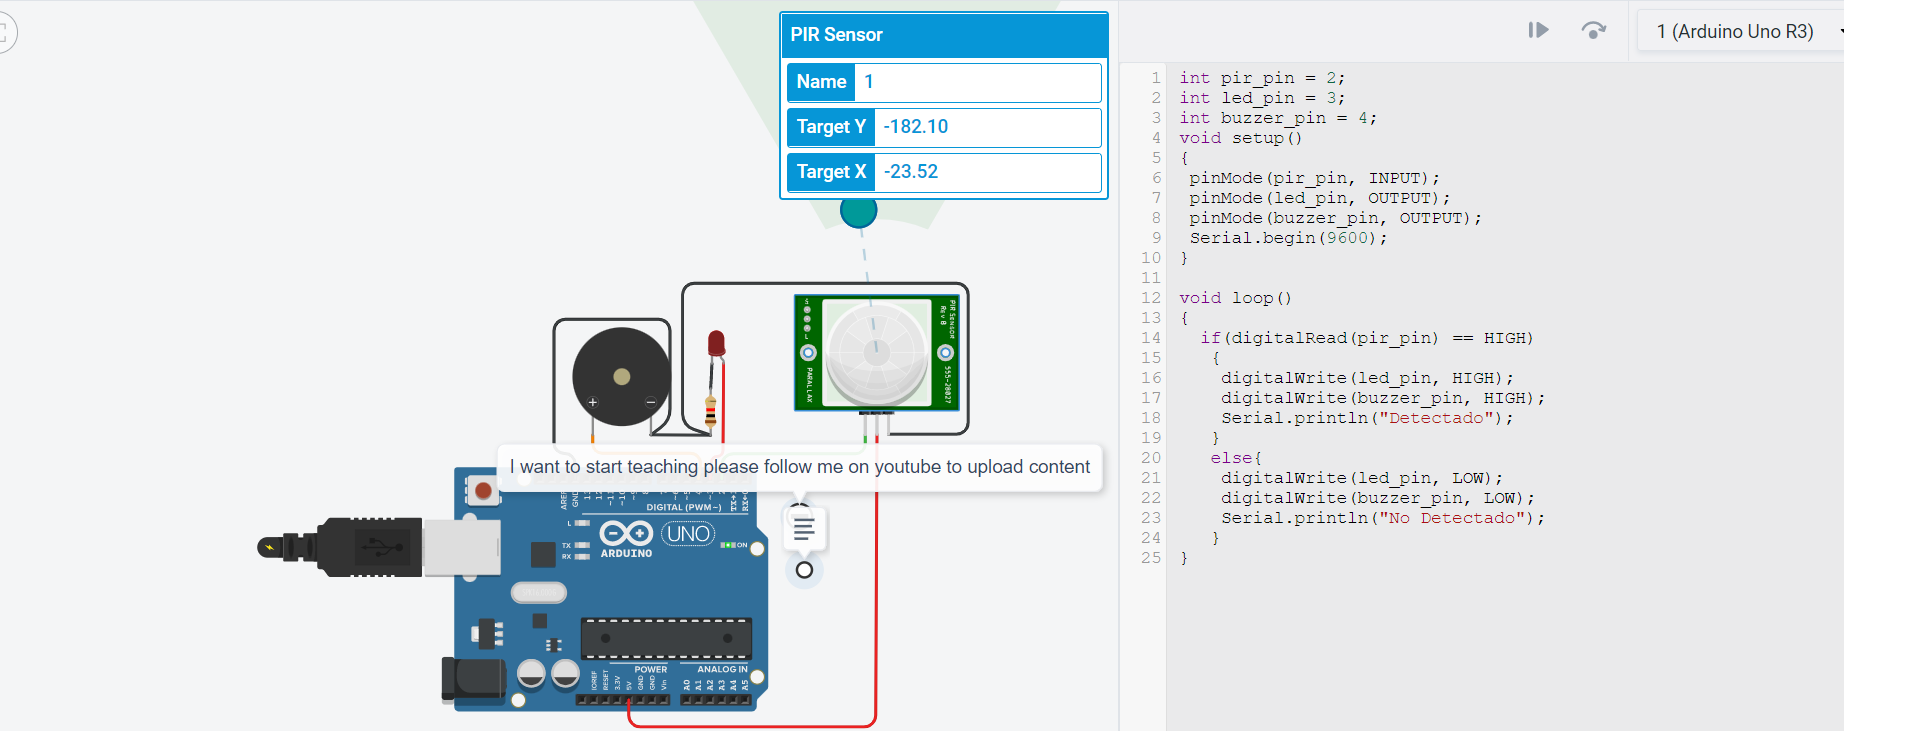 PIR Sensor
Name 1
Target Y -182.10
Target X -23.52
PIR SENSOR
Rev B
S
L
PARALLAX
555-28027
+
−
I want to start teaching please follow me on youtube to upload content
AREF
GND
DIGITAL (PWM~)
L
TX
RX
UNO
ARDUINO
ON
POWER
ANALOG IN
IOREF
RESET
3.3V
5V
GND
GND
Vin
A0
A1
A2
A3
A4
A5
1 (Arduino Uno R3)
1 int pir_pin = 2;
2 int led_pin = 3;
3 int buzzer_pin = 4;
4 void setup()
5 {
6 pinMode(pir_pin, INPUT);
7 pinMode(led_pin, OUTPUT);
8 pinMode(buzzer_pin, OUTPUT);
9 Serial.begin(9600);
10 }
11
12 void loop()
13 {
14 if(digitalRead(pir_pin) == HIGH)
15 {
16 digitalWrite(led_pin, HIGH);
17 digitalWrite(buzzer_pin, HIGH);
18 Serial.println("Detectado");
19 }
20 else{
21 digitalWrite(led_pin, LOW);
22 digitalWrite(buzzer_pin, LOW);
23 Serial.println("No Detectado");
24 }
25 }